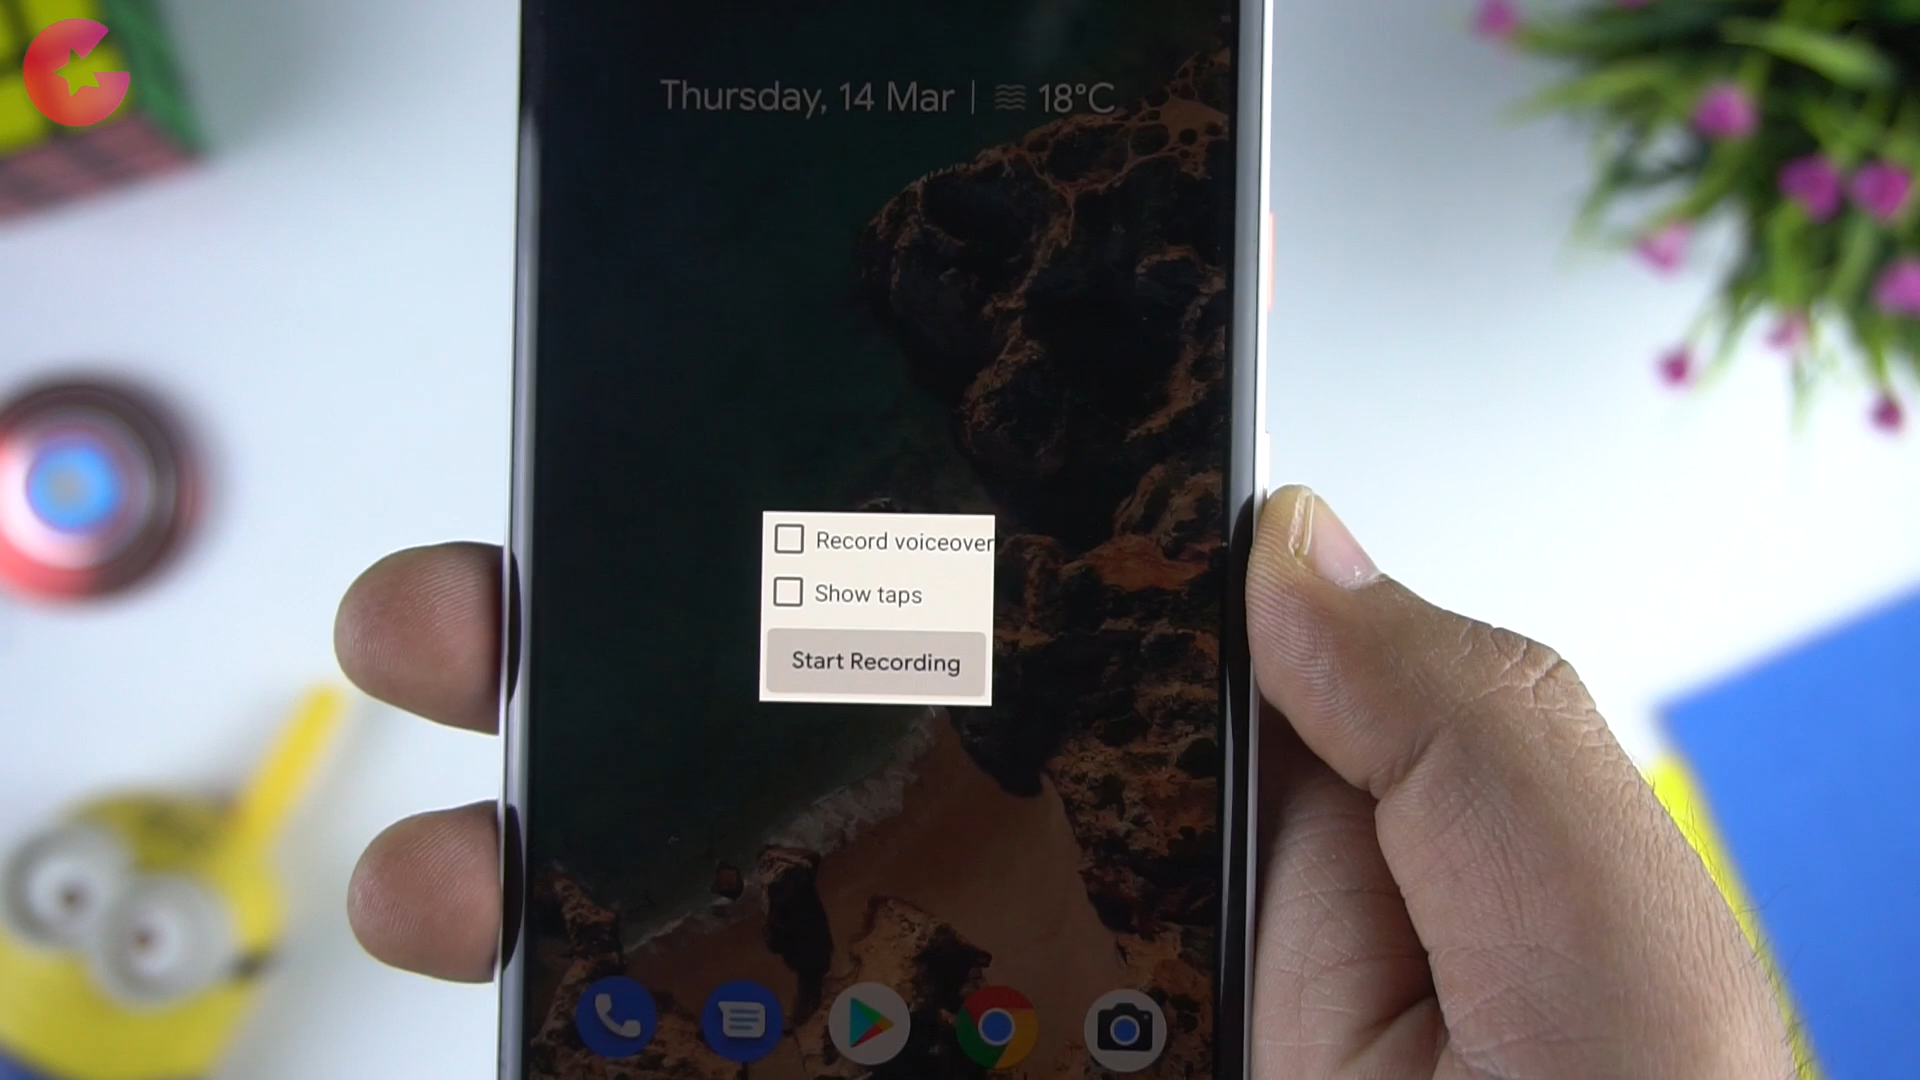 Thursday, 14 Mar | 18°C
Record voiceover
Show taps
Start Recording